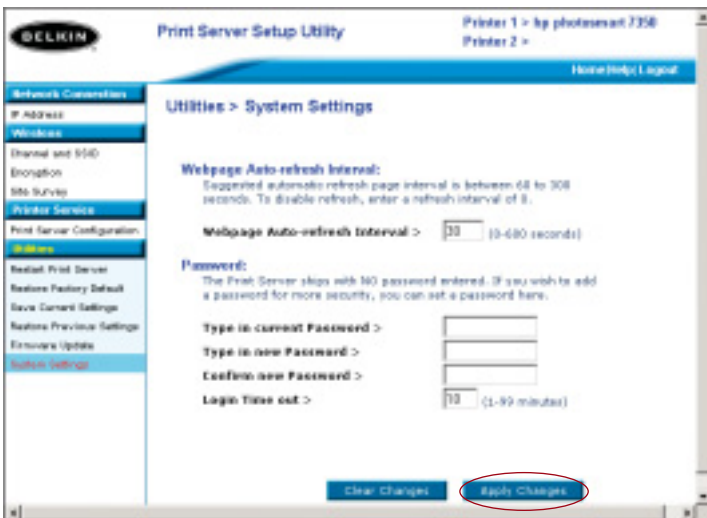 BELKIN
Print Server Setup Utility
Printer 1 > hp photosmart 7350
Printer 2 >
Home|Help|Logout
Network Connection
IP Address
Wireless
Channel and SSID
Encryption
Site Survey
Printer Service
Print Server Configuration
Utilities
Restart Print Server
Restore Factory Default
Save Current Settings
Restore Previous Settings
Firmware Update
System Settings
Utilities > System Settings
Webpage Auto-refresh Interval:
Suggested automatic refresh page interval is between 60 to 300
seconds. To disable refresh, enter a refresh interval of 0.
Webpage Auto-refresh Interval > 30 (0-600 seconds)
Password:
The Print Server ships with NO password entered. If you wish to add
a password for more security, you can set a password here.
Type in current Password >
Type in new Password >
Confirm new Password >
Login Time out > 10 (1-99 minutes)
Clear Changes
Apply Changes